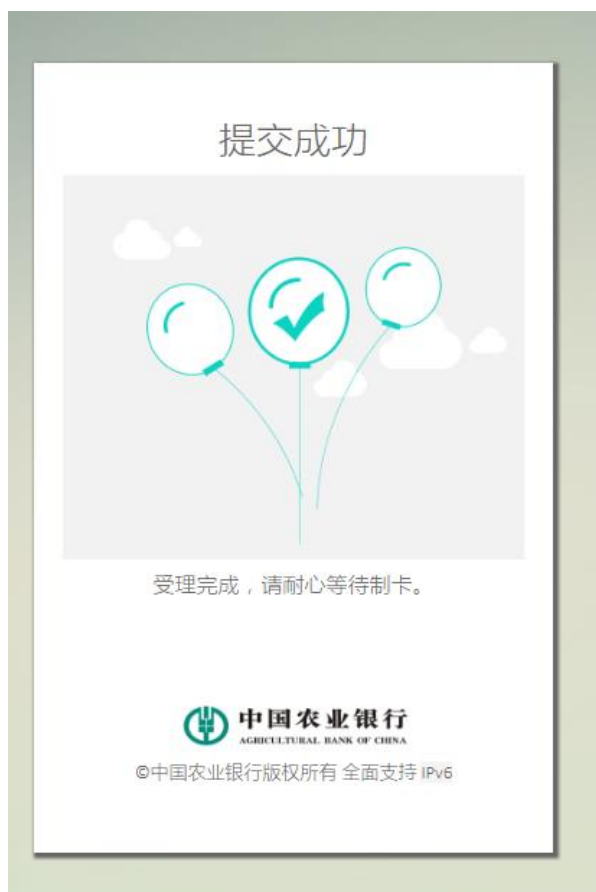 提交成功
受理完成，请耐心等待制卡。
中国农业银行
AGRICULTURAL BANK OF CHINA
©中国农业银行版权所有 全面支持 IPv6